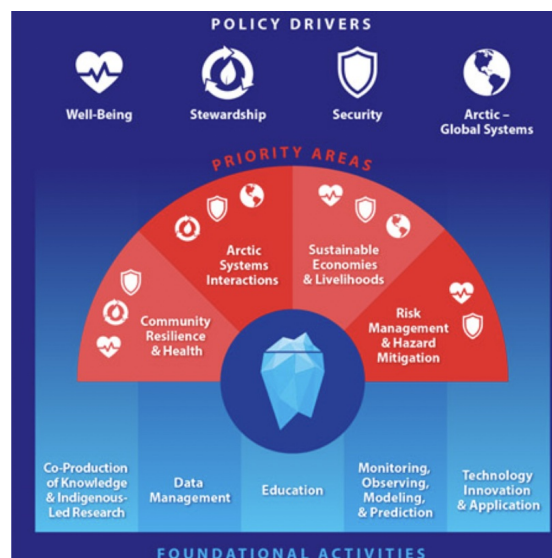 POLICY DRIVERS
Well-Being
Stewardship
Security
Arctic –
Global Systems
PRIORITY AREAS
Community
Resilience
& Health
Arctic
Systems
Interactions
Sustainable
Economies
& Livelihoods
Risk
Management
& Hazard
Mitigation
Co-Production
of Knowledge
& Indigenous-
Led Research
Data
Management
Education
Monitoring,
Observing,
Modeling,
& Prediction
Technology
Innovation
& Application
FOUNDATIONAL ACTIVITIES